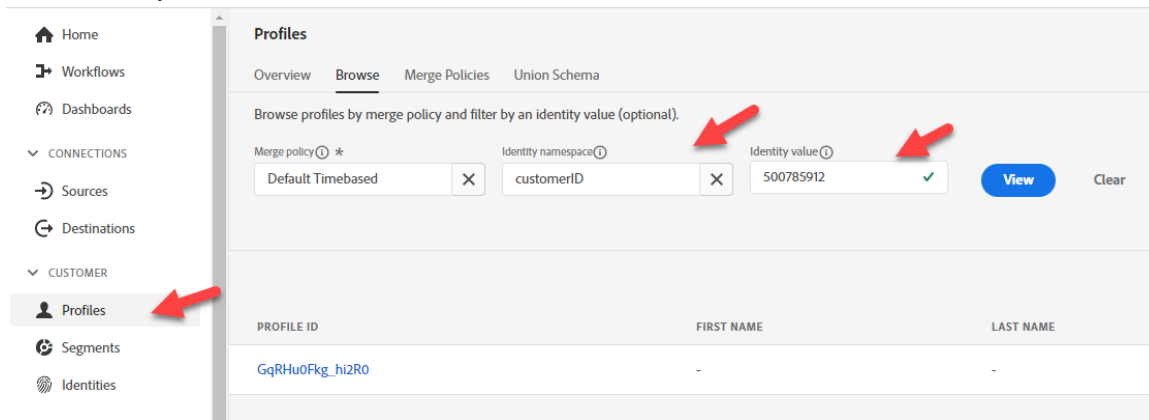 Home
Workflows
Dashboards
CONNECTIONS
Sources
Destinations
CUSTOMER
Profiles
Segments
Identities
Profiles
Overview Browse Merge Policies Union Schema
Browse profiles by merge policy and filter by an identity value (optional).
Merge policy * Identity namespace Identity value
Default Timebased customerID 500785912 View Clear
PROFILE ID FIRST NAME LAST NAME
GqRHu0Fkg_hi2R0 - -